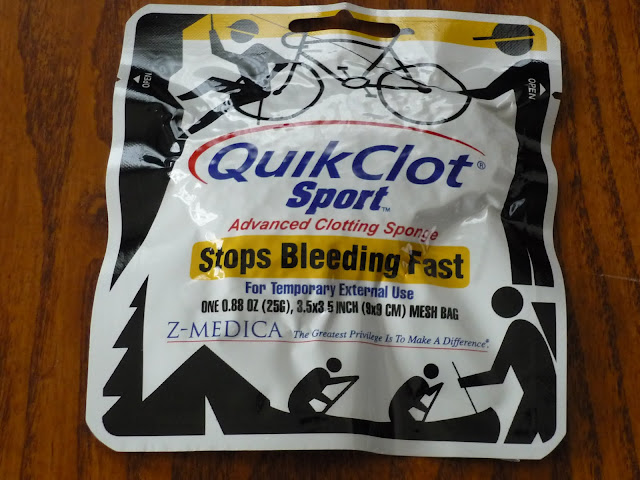 OPEN
OPEN
QuikClot®
Sport™
Advanced Clotting Sponge
Stops Bleeding Fast
For Temporary External Use
ONE 0.88 OZ (25G), 3.5x3.5 INCH (9x9 CM) MESH BAG
Z-MEDICA The Greatest Privilege Is To Make A Difference®